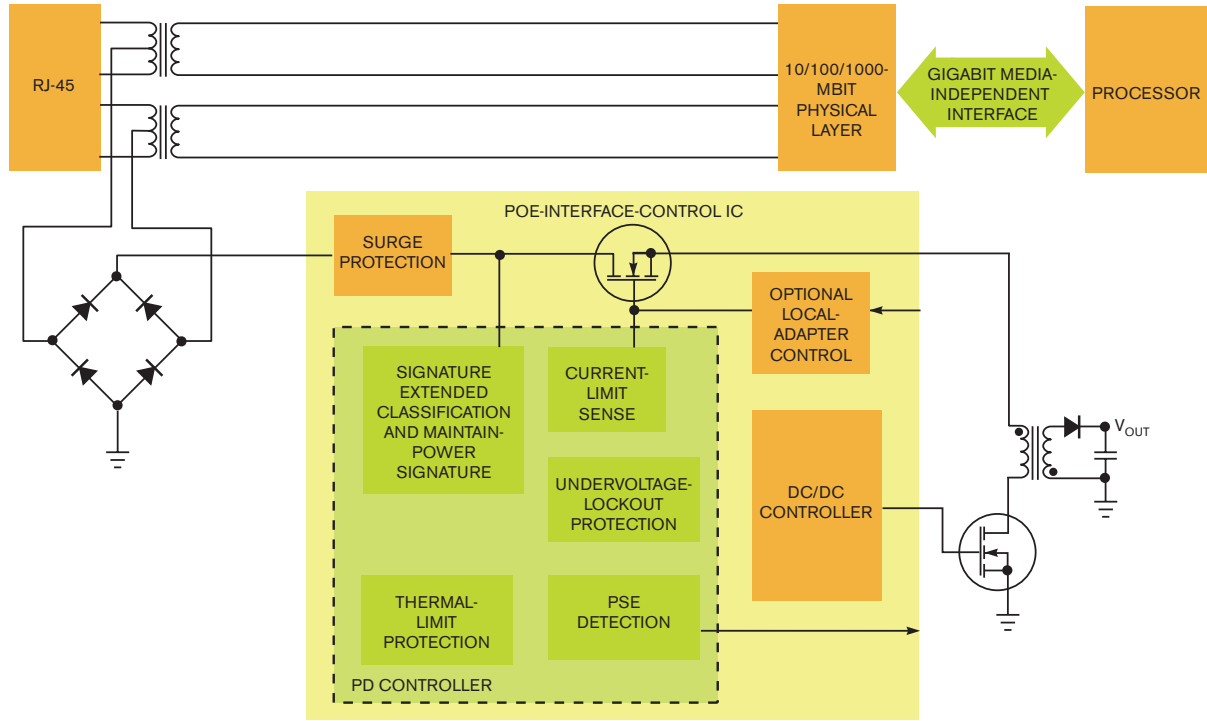 RJ-45
10/100/1000-
MBIT
PHYSICAL
LAYER
GIGABIT MEDIA-
INDEPENDENT
INTERFACE
PROCESSOR
POE-INTERFACE-CONTROL IC
SURGE
PROTECTION
OPTIONAL
LOCAL-
ADAPTER
CONTROL
SIGNATURE
EXTENDED
CLASSIFICATION
AND MAINTAIN-
POWER
SIGNATURE
CURRENT-
LIMIT
SENSE
UNDERVOLTAGE-
LOCKOUT
PROTECTION
DC/DC
CONTROLLER
VOUT
THERMAL-
LIMIT
PROTECTION
PSE
DETECTION
PD CONTROLLER